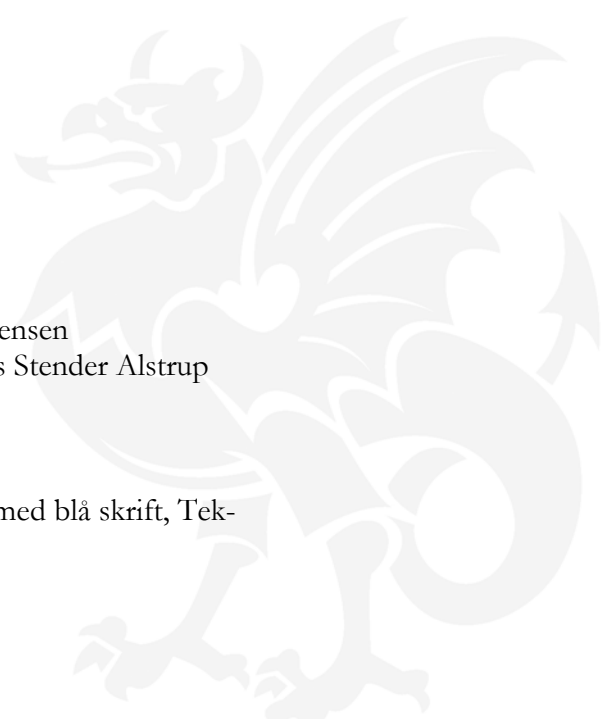 ensen
s Stender Alstrup
med blå skrift, Tek-